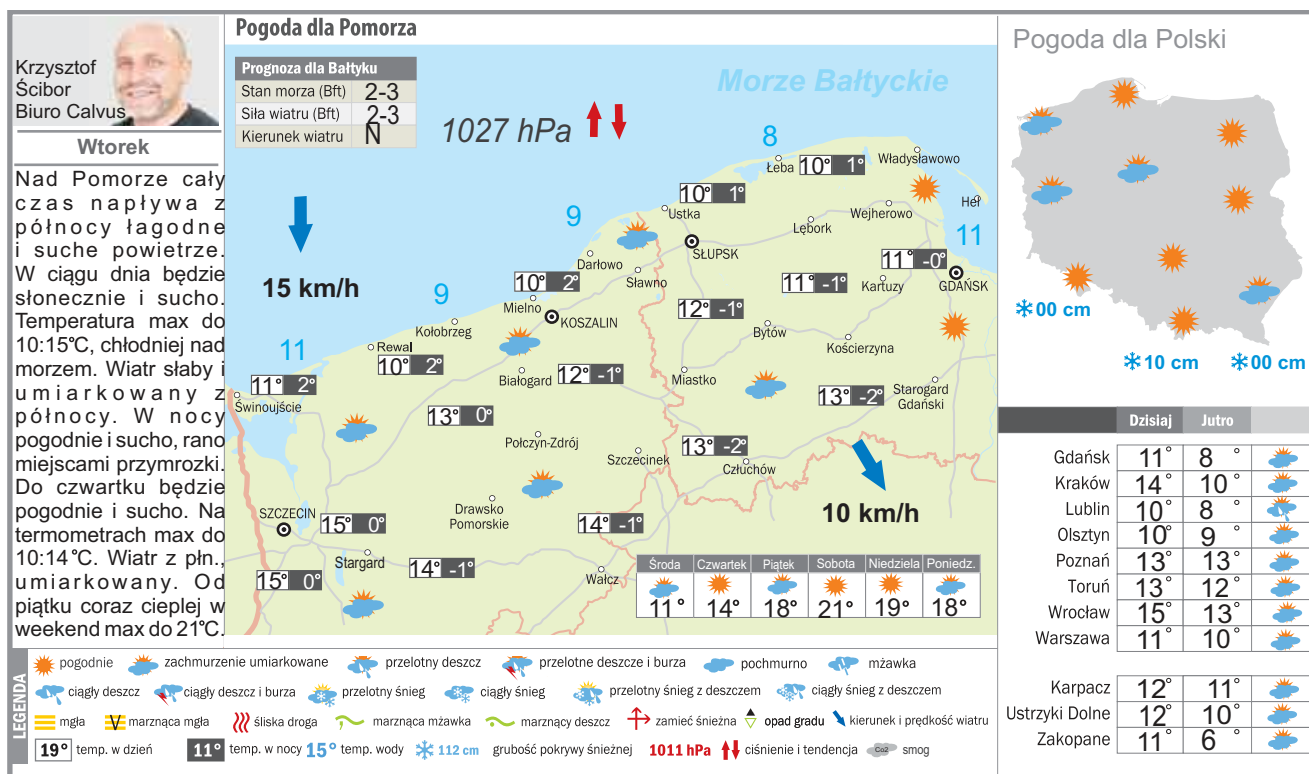 Krzysztof
Ścibor
Biuro Calvus
Wtorek
Nad Pomorze cały
czas napływa z
północy łagodne
i suche powietrze.
W ciągu dnia będzie
słonecznie i sucho.
Temperatura max do
10:15°C, chłodniej nad
morzem. Wiatr słaby i
umiarkowany z
północy. W nocy
pogodnie i sucho, rano
miejscami przymrozki.
Do czwartku będzie
pogodnie i sucho. Na
termometrach max do
10:14°C. Wiatr z płn.,
umiarkowany. Od
piątku coraz cieplej w
weekend max do 21°C.
Pogoda dla Pomorza
Prognoza dla Bałtyku
Stan morza (Bft) 2-3
Siła wiatru (Bft) 2-3
Kierunek wiatru N
1027 hPa
Morze Bałtyckie
8
Łeba 10° 1°
Władysławowo
10° 1°
Ustka
Hel
Wejherowo
Lębork
9
11
SŁUPSK
11° -0°
GDAŃSK
Darłowo
Sławno
10° 2°
Mielno
11° -1°
Kartuzy
15 km/h
9
KOSZALIN
12° -1°
Kołobrzeg
Bytów
Kościerzyna
11
Rewal
10° 2°
Białogard
12° -1°
Miastko
11° 2°
Świnoujście
13° -2°
Starogard
Gdański
13° 0°
Połczyn-Zdrój
Szczecinek
13° -2°
Człuchów
Drawsko
Pomorskie
SZCZECIN
15° 0°
14° -1°
10 km/h
Stargard
14° -1°
15° 0°
Wałcz
Środa Czwartek Piątek Sobota Niedziela Poniedz.
11° 14° 18° 21° 19° 18°
Pogoda dla Polski
00 cm
10 cm
00 cm
Dzisiaj Jutro
Gdańsk 11° 8°
Kraków 14° 10°
Lublin 10° 8°
Olsztyn 10° 9°
Poznań 13° 13°
Toruń 13° 12°
Wrocław 15° 13°
Warszawa 11° 10°
Karpacz 12° 11°
Ustrzyki Dolne 12° 10°
Zakopane 11° 6°
LEGENDA
pogodnie zachmurzenie umiarkowane przelotny deszcz przelotne deszcze i burza pochmurno mżawka
ciągły deszcz ciągły deszcz i burza przelotny śnieg ciągły śnieg przelotny śnieg z deszczem ciągły śnieg z deszczem
mgła marznąca mgła śliska droga marznąca mżawka marznący deszcz zamieć śnieżna opad gradu kierunek i prędkość wiatru
19° temp. w dzień 11° temp. w nocy 15° temp. wody 112 cm grubość pokrywy śnieżnej 1011 hPa ciśnienie i tendencja Co2 smog